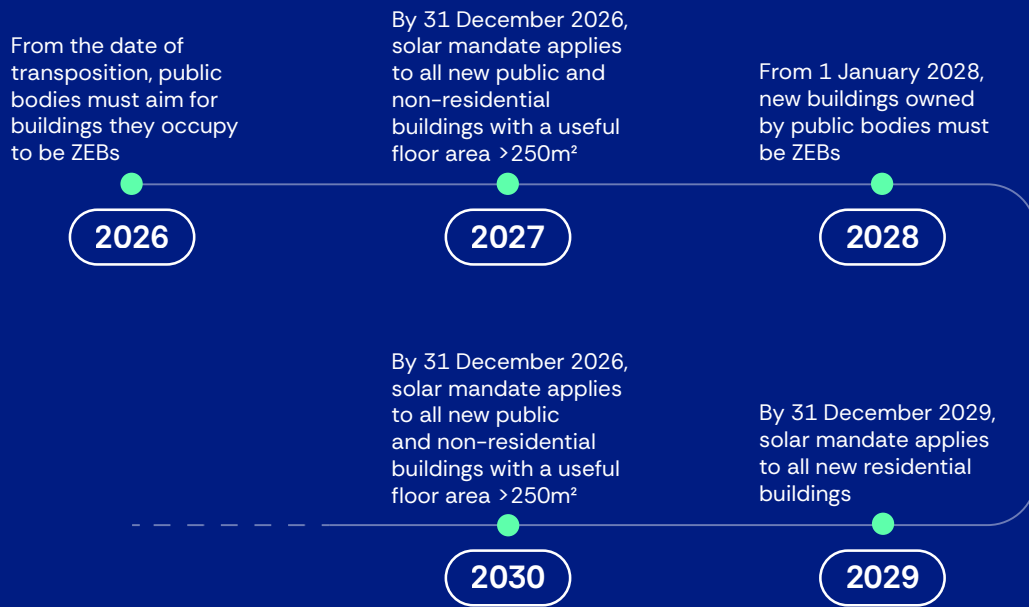 From the date of
transposition, public
bodies must aim for
buildings they occupy
to be ZEBs
2026
By 31 December 2026,
solar mandate applies
to all new public and
non-residential
buildings with a useful
floor area >250m²
2027
From 1 January 2028,
new buildings owned
by public bodies must
be ZEBs
2028
By 31 December 2026,
solar mandate applies
to all new public
and non-residential
buildings with a useful
floor area >250m²
2030
By 31 December 2029,
solar mandate applies
to all new residential
buildings
2029